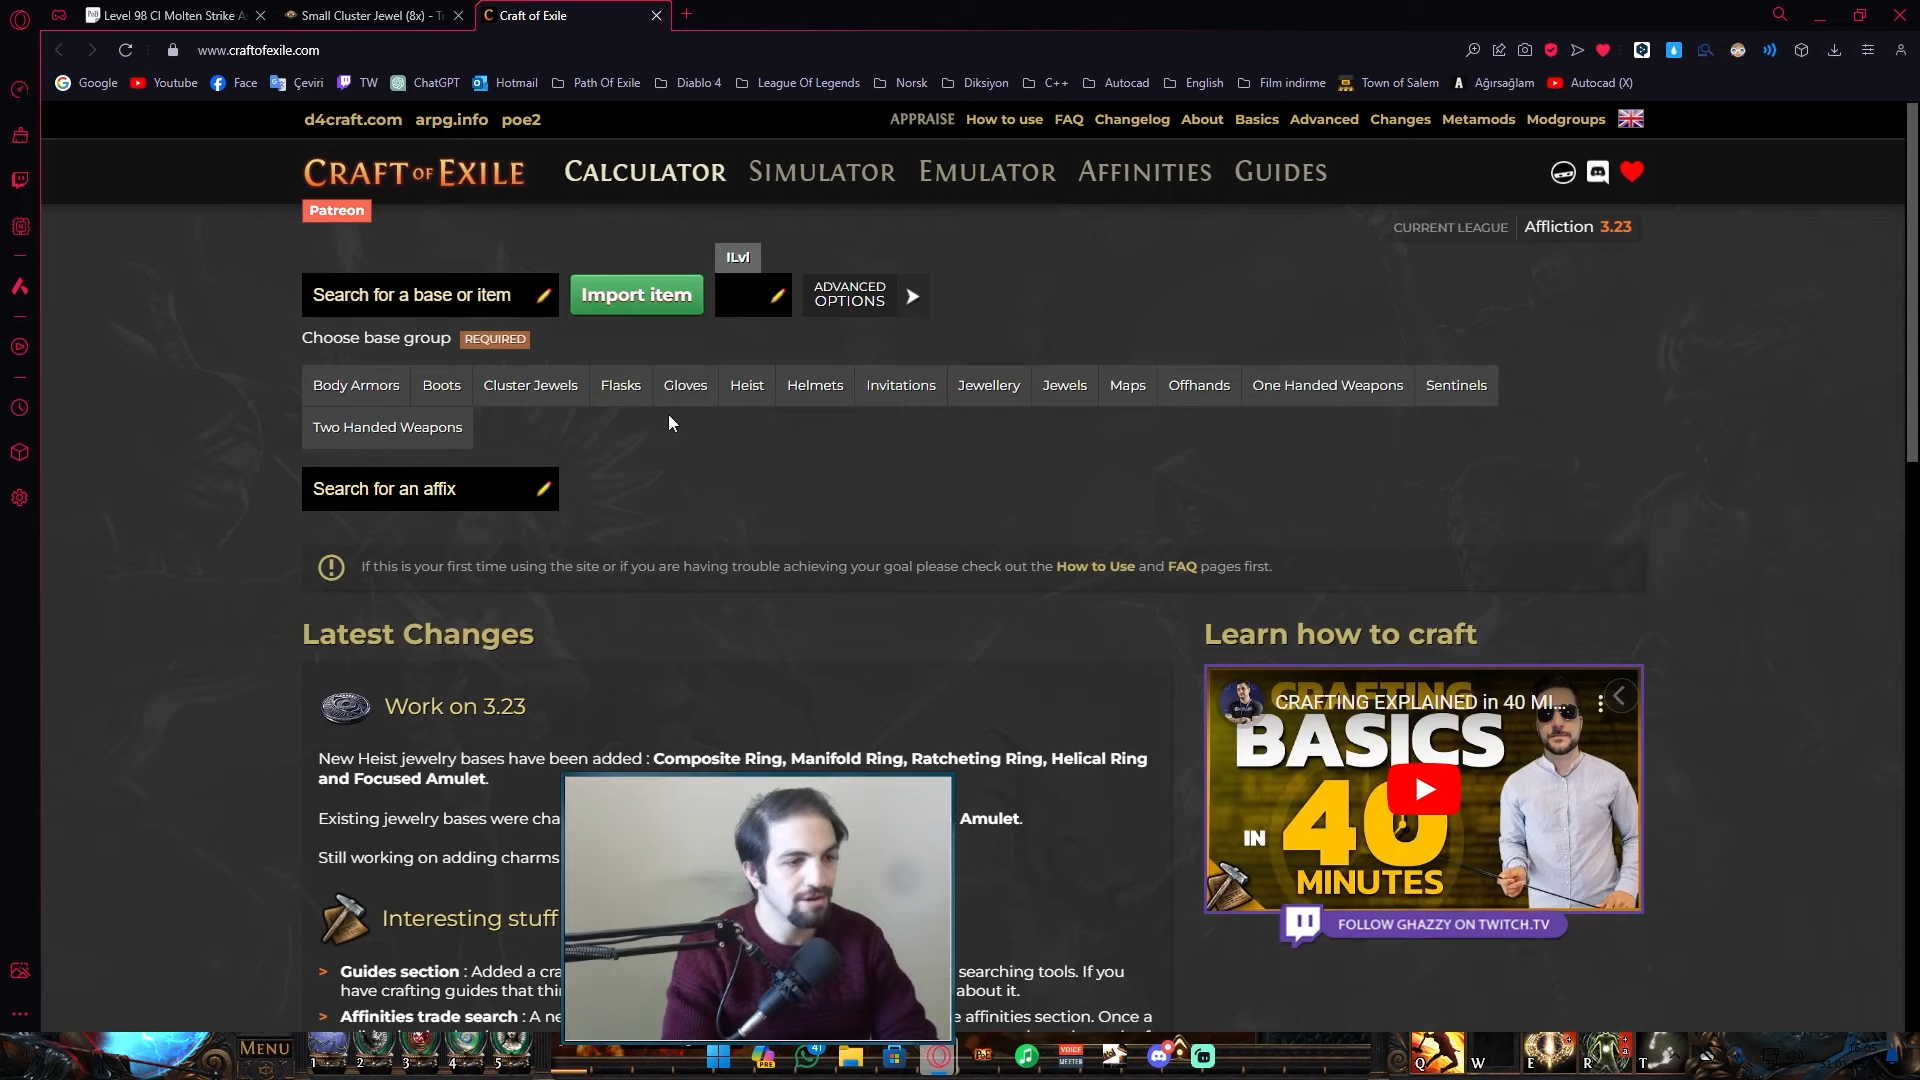 Level 98 CI Molten Strike A
Small Cluster Jewel (8x) - Tr
Craft of Exile
www.craftofexile.com
Google Youtube Face Çeviri TW ChatGPT Hotmail Path Of Exile Diablo 4 League Of Legends Norsk Diksiyon C++ Autocad English Film indirme Town of Salem Ağırsağlam Autocad (X)
d4craft.com arpg.info poe2 APPRAISE How to use FAQ Changelog About Basics Advanced Changes Metamods Modgroups
CRAFT OF EXILE CALCULATOR SIMULATOR EMULATOR AFFINITIES GUIDES
Patreon
CURRENT LEAGUE Affliction 3.23
ILvl
Search for a base or item Import item ADVANCED
OPTIONS
Choose base group REQUIRED
Body Armors Boots Cluster Jewels Flasks Gloves Heist Helmets Invitations Jewellery Jewels Maps Offhands One Handed Weapons Sentinels
Two Handed Weapons
Search for an affix
If this is your first time using the site or if you are having trouble achieving your goal please check out the How to Use and FAQ pages first.
Latest Changes
Work on 3.23
New Heist jewelry bases have been added : Composite Ring, Manifold Ring, Ratcheting Ring, Helical Ring
and Focused Amulet.
Existing jewelry bases were cha Amulet.
Still working on adding charms
Interesting stuff
> Guides section : Added a cra searching tools. If you
have crafting guides that thi about it.
> Affinities trade search : A ne e affinities section. Once a
Learn how to craft
CRAFTING EXPLAINED in 40 MI...
CRAFTING
BASICS
IN 40
MINUTES
FOLLOW GHAZZY ON TWITCH.TV
MENU
1 2 3 4 5
41
PRE
VOICE
MEETER
Q W E R T